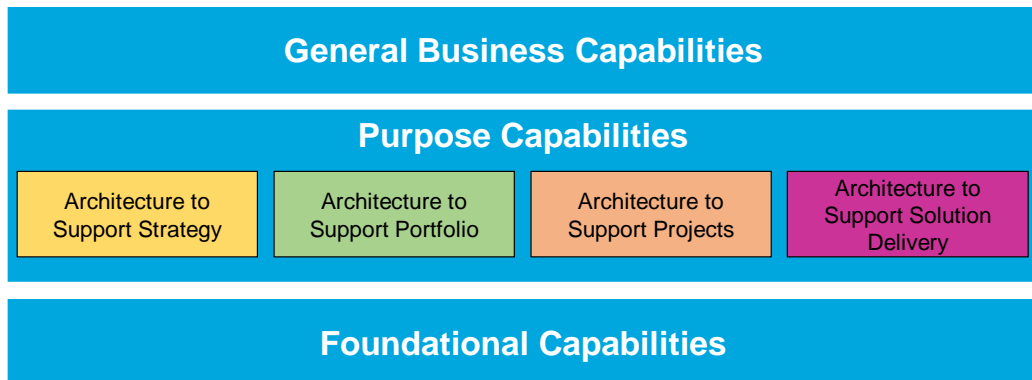 General Business Capabilities
Purpose Capabilities
Architecture to
Support Strategy
Architecture to
Support Portfolio
Architecture to
Support Projects
Architecture to
Support Solution
Delivery
Foundational Capabilities